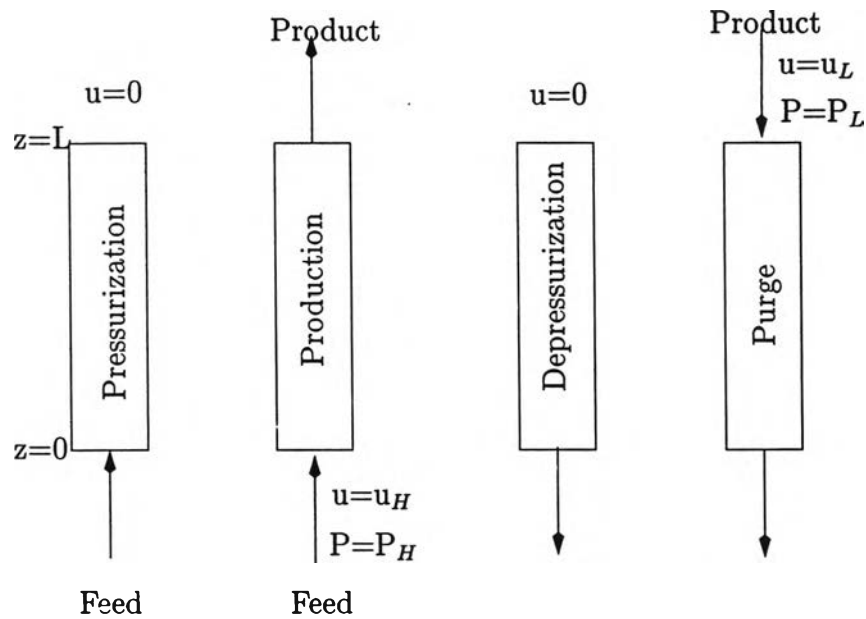 Product
Product
u=u_L
P=P_L
u=0
u=0
z=L
Pressurization
Production
Depressurization
Purge
z=0
u=u_H
P=P_H
Feed
Feed